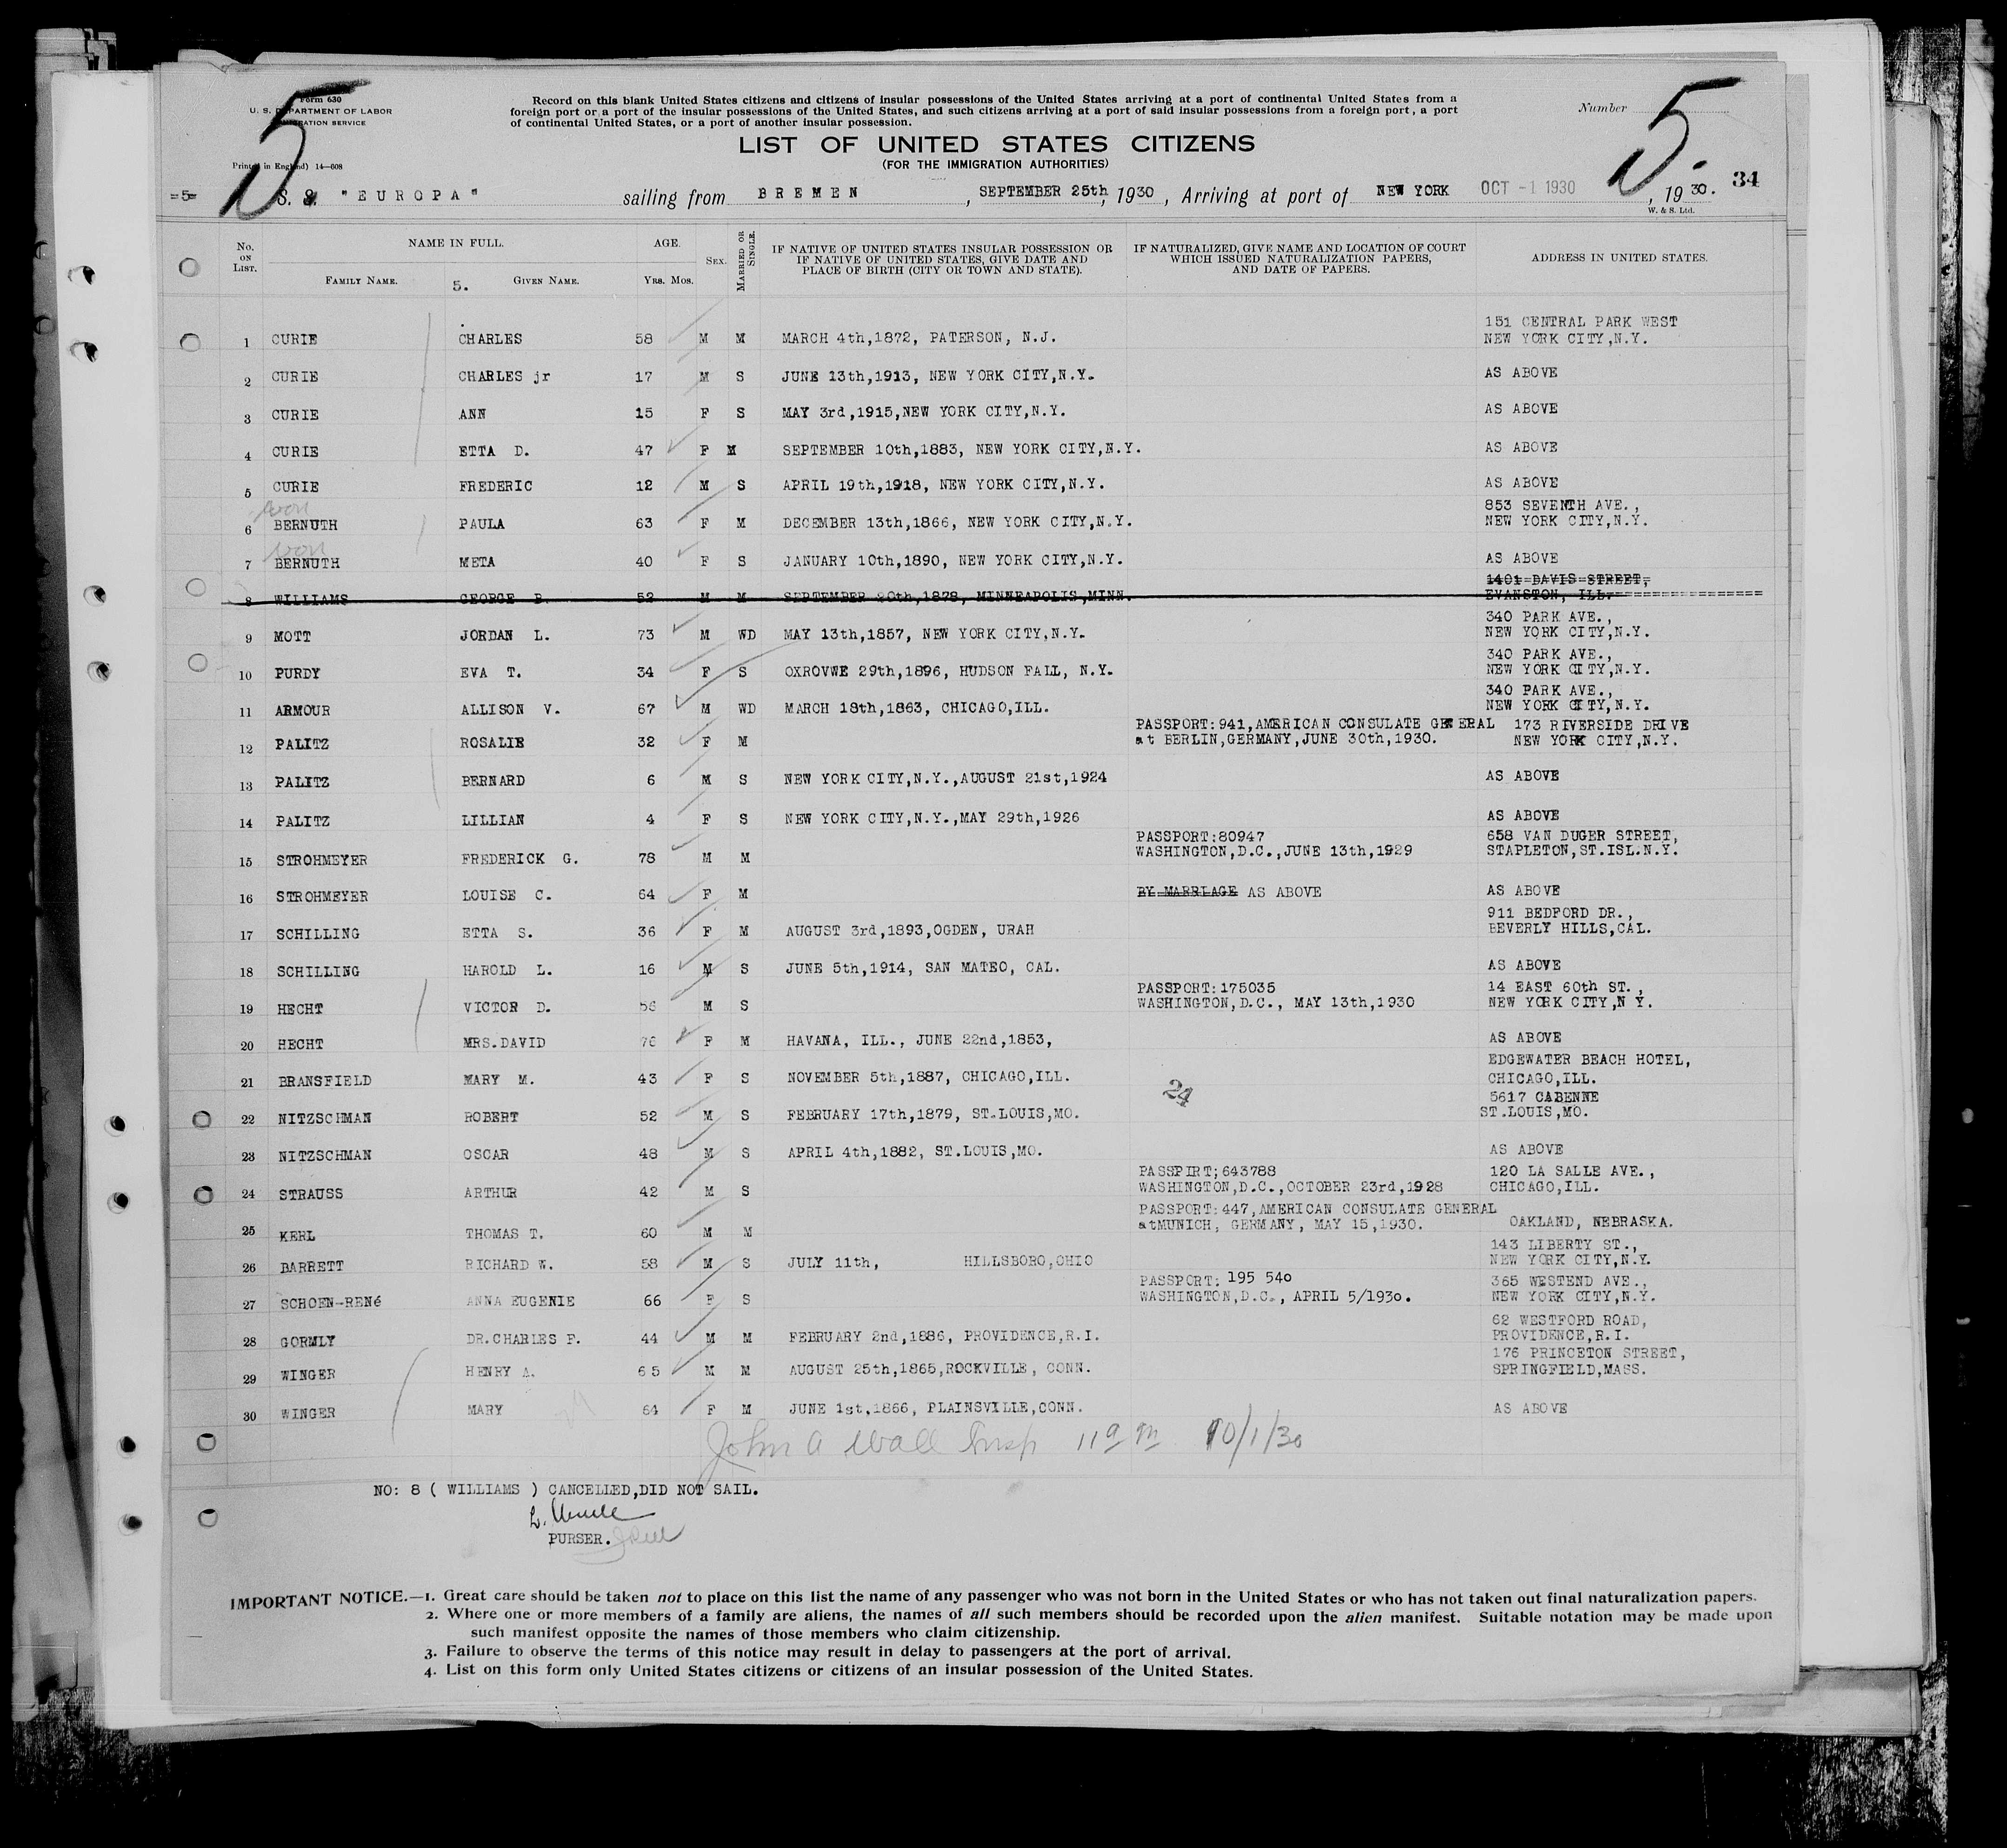 Form 630
U. S. DEPARTMENT OF LABOR
IMMIGRATION SERVICE
Printed in England) 14—608
5
Record on this blank United States citizens and citizens of insular possessions of the United States arriving at a port of continental United States from a
foreign port or a port of the insular possessions of the United States, and such citizens arriving at a port of said insular possessions from a foreign port, a port
of continental United States, or a port of another insular possession.
Number
5.
LIST OF UNITED STATES CITIZENS
(FOR THE IMMIGRATION AUTHORITIES)
=5= S. S. "EUROPA" sailing from BREMEN, SEPTEMBER 25th, 1930, Arriving at port of NEW YORK OCT -1 1930, 1930. 34
W. & S. Ltd.
No. ON LIST. NAME IN FULL. AGE. SEX. MARRIED OR SINGLE. IF NATIVE OF UNITED STATES INSULAR POSSESSION OR IF NATIVE OF UNITED STATES, GIVE DATE AND PLACE OF BIRTH (CITY OR TOWN AND STATE). IF NATURALIZED, GIVE NAME AND LOCATION OF COURT WHICH ISSUED NATURALIZATION PAPERS, AND DATE OF PAPERS. ADDRESS IN UNITED STATES.
FAMILY NAME. 5. GIVEN NAME. YRS. MOS.
1 CURIE CHARLES 58 M M MARCH 4th,1872, PATERSON, N.J. 151 CENTRAL PARK WEST NEW YORK CITY,N.Y.
2 CURIE CHARLES jr 17 M S JUNE 13th,1913, NEW YORK CITY,N.Y. AS ABOVE
3 CURIE ANN 15 F S MAY 3rd,1915,NEW YORK CITY,N.Y. AS ABOVE
4 CURIE ETTA D. 47 F M SEPTEMBER 10th,1883, NEW YORK CITY,N.Y. AS ABOVE
5 CURIE FREDERIC 12 M S APRIL 19th,1918, NEW YORK CITY,N.Y. AS ABOVE
6 von BERNUTH PAULA 63 F M DECEMBER 13th,1866, NEW YORK CITY,N.Y. 853 SEVENTH AVE., NEW YORK CITY,N.Y.
7 von BERNUTH META 40 F S JANUARY 10th,1890, NEW YORK CITY,N.Y. AS ABOVE
8 WILLIAMS GEORGE B. 52 M M SEPTEMBER 20th,1878, MINNEAPOLIS,MINN. 1401 DAVIS STREET, EVANSTON, ILL.
9 MOTT JORDAN L. 73 M WD MAY 13th,1857, NEW YORK CITY,N.Y. 340 PARK AVE., NEW YORK CITY,N.Y.
10 PURDY EVA T. 34 F S OXROVWE 29th,1896, HUDSON FALL, N.Y. 340 PARK AVE., NEW YORK CITY,N.Y.
11 ARMOUR ALLISON V. 67 M WD MARCH 18th,1863, CHICAGO,ILL. 340 PARK AVE., NEW YORK CITY,N.Y.
12 PALITZ ROSALIE 32 F M PASSPORT:941,AMERICAN CONSULATE GENERAL at BERLIN,GERMANY,JUNE 30th,1930. 173 RIVERSIDE DRIVE NEW YORK CITY,N.Y.
13 PALITZ BERNARD 6 M S NEW YORK CITY,N.Y.,AUGUST 21st,1924 AS ABOVE
14 PALITZ LILLIAN 4 F S NEW YORK CITY,N.Y.,MAY 29th,1926 AS ABOVE
15 STROHMEYER FREDERICK G. 78 M M PASSPORT:80947 WASHINGTON,D.C.,JUNE 13th,1929 658 VAN DUGER STREET, STAPLETON,ST.ISL.N.Y.
16 STROHMEYER LOUISE C. 64 F M BY MARRIAGE AS ABOVE AS ABOVE
17 SCHILLING ETTA S. 36 F M AUGUST 3rd,1893,OGDEN, URAH 911 BEDFORD DR., BEVERLY HILLS,CAL.
18 SCHILLING HAROLD L. 16 M S JUNE 5th,1914, SAN MATEO, CAL. AS ABOVE
19 HECHT VICTOR D. 56 M S PASSPORT:175035 WASHINGTON,D.C., MAY 13th,1930 14 EAST 60th ST., NEW YORK CITY,N Y.
20 HECHT MRS.DAVID 76 F M HAVANA, ILL., JUNE 22nd,1853, AS ABOVE
21 BRANSFIELD MARY M. 43 F S NOVEMBER 5th,1887, CHICAGO,ILL. EDGEWATER BEACH HOTEL, CHICAGO,ILL.
24
22 NITZSCHMAN ROBERT 52 M S FEBRUARY 17th,1879, ST.LOUIS,MO. 5617 CABENNE ST.LOUIS,MO.
23 NITZSCHMAN OSCAR 48 M S APRIL 4th,1882, ST.LOUIS,MO. AS ABOVE
24 STRAUSS ARTHUR 42 M S PASSPIRT;643788 WASHINGTON,D.C.,OCTOBER 23rd,1928 120 LA SALLE AVE., CHICAGO,ILL.
25 KERL THOMAS T. 60 M M PASSPORT:447,AMERICAN CONSULATE GENERAL atMUNICH, GERMANY, MAY 15,1930. OAKLAND, NEBRASKA.
26 BARRETT RICHARD W. 58 M S JULY 11th, HILLSBORO,OHIO 143 LIBERTY ST., NEW YORK CITY,N.Y.
27 SCHOEN-RENé ANNA EUGENIE 66 F S PASSPORT: 195 540 WASHINGTON,D.C., APRIL 5/1930. 365 WESTEND AVE., NEW YORK CITY,N.Y.
28 GORMLY DR.CHARLES F. 44 M M FEBRUARY 2nd,1886, PROVIDENCE,R.I. 62 WESTFORD ROAD, PROVIDENCE,R.I.
29 WINGER HENRY A. 65 M M AUGUST 25th,1865,ROCKVILLE, CONN. 176 PRINCETON STREET, SPRINGFIELD,MASS.
30 WINGER MARY 64 F M JUNE 1st,1866, PLAINSVILLE,CONN. AS ABOVE
John A Wall Insp 11 a m 10/1/30
NO: 8 ( WILLIAMS ) CANCELLED,DID NOT SAIL.
PURSER.
IMPORTANT NOTICE.—1. Great care should be taken not to place on this list the name of any passenger who was not born in the United States or who has not taken out final naturalization papers.
2. Where one or more members of a family are aliens, the names of all such members should be recorded upon the alien manifest. Suitable notation may be made upon
such manifest opposite the names of those members who claim citizenship.
3. Failure to observe the terms of this notice may result in delay to passengers at the port of arrival.
4. List on this form only United States citizens or citizens of an insular possession of the United States.